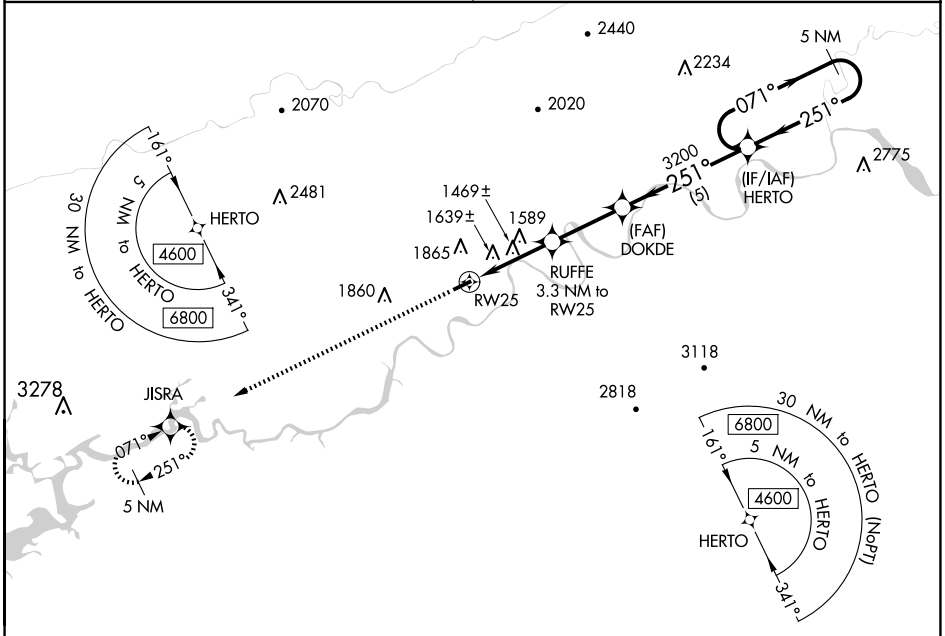 2440
5 NM
2234
071°
251°
2070
2020
3200
251°
(5)
2775
(IF/IAF)
HERTO
161°
30 NM to HERTO
5 NM to HERTO
HERTO
4600
6800
341°
2481
1469±
1639±
1589
1865
(FAF)
DOKDE
RUFFE
3.3 NM to
RW25
RW25
1860
3118
2818
3278
JISRA
071°
251°
5 NM
30 NM to HERTO (NoPT)
6800
161°
5 NM to HERTO
4600
HERTO
341°